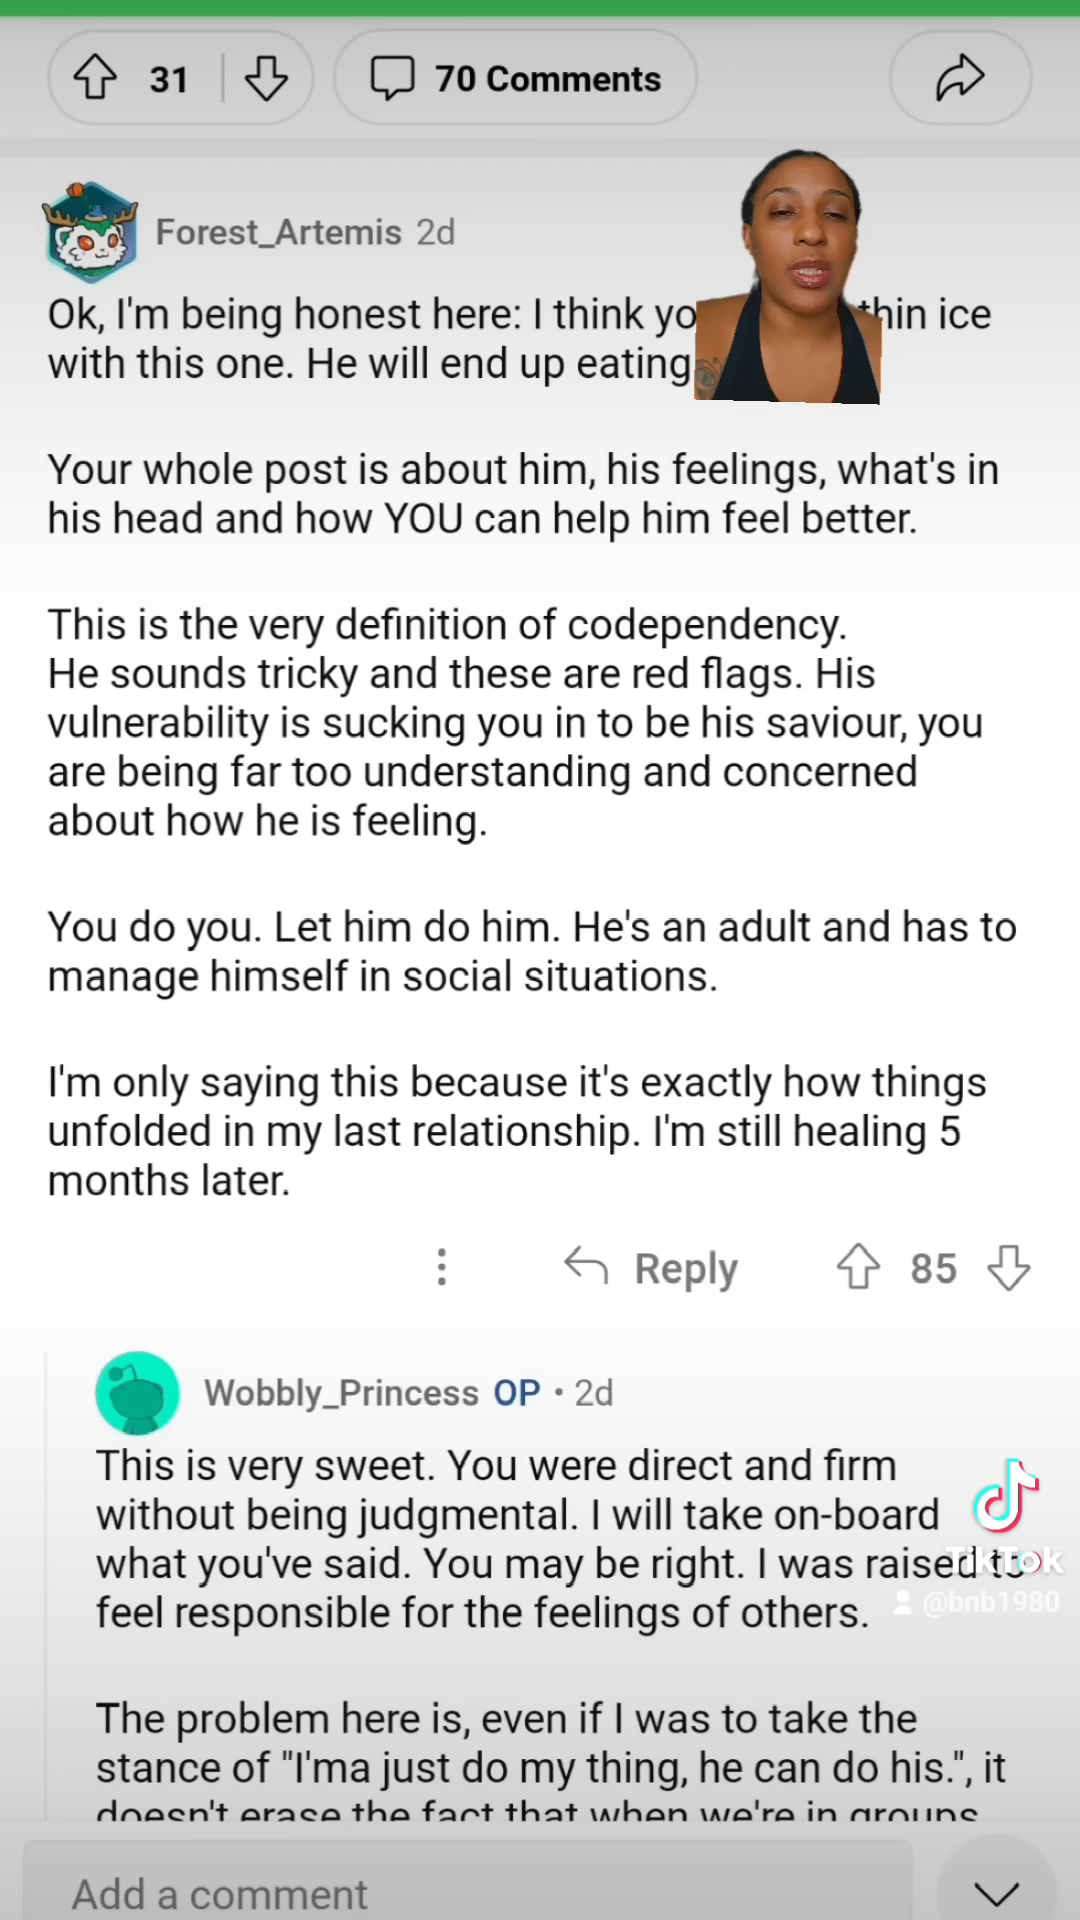 31
70 Comments
Forest_Artemis 2d
Ok, I'm being honest here: I think yo thin ice
with this one. He will end up eating
Your whole post is about him, his feelings, what's in
his head and how YOU can help him feel better.
This is the very definition of codependency.
He sounds tricky and these are red flags. His
vulnerability is sucking you in to be his saviour, you
are being far too understanding and concerned
about how he is feeling.
You do you. Let him do him. He's an adult and has to
manage himself in social situations.
I'm only saying this because it's exactly how things
unfolded in my last relationship. I'm still healing 5
months later.
Reply 85
Wobbly_Princess OP • 2d
This is very sweet. You were direct and firm
without being judgmental. I will take on-board
what you've said. You may be right. I was raised to
feel responsible for the feelings of others.
TikTok
@bnb1980
The problem here is, even if I was to take the
stance of "I'ma just do my thing, he can do his.", it
doesn't erase the fact that when we're in groups
Add a comment